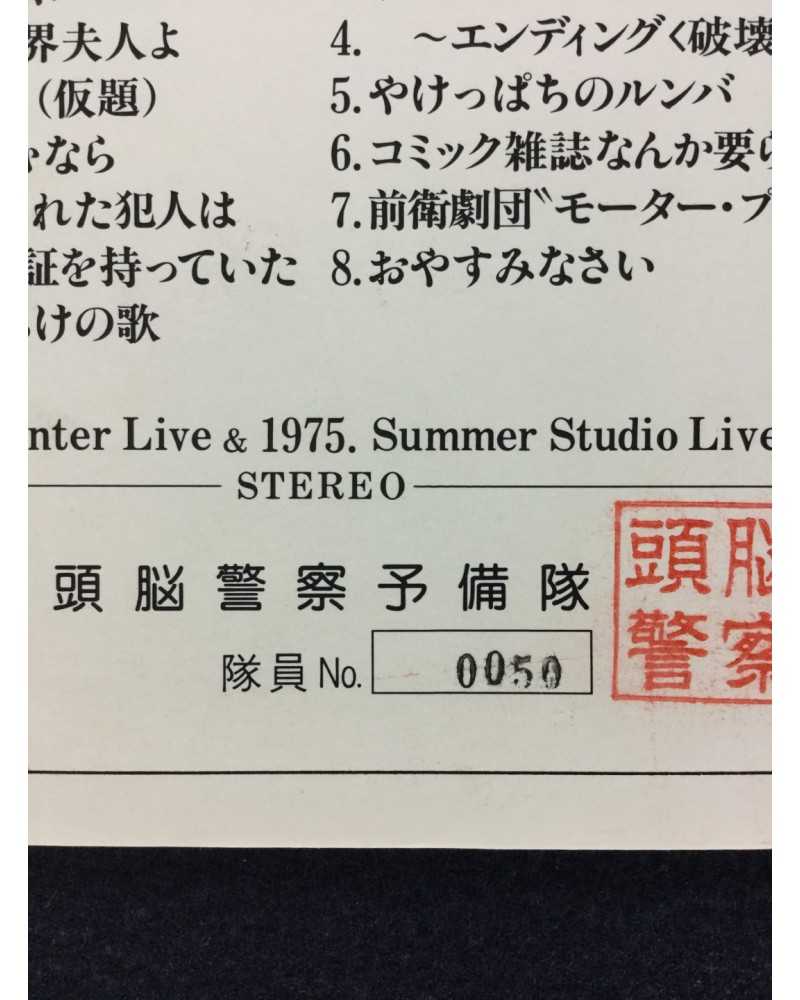 界夫人よ
(仮題)
なら
れた犯人は
証を持っていた
けの歌
4. ～エンディング〈破壊
5.やけっぱちのルンバ
6.コミック雑誌なんか要ら
7.前衛劇団〝モーター・プ
8.おやすみなさい
nter Live & 1975. Summer Studio Live
STEREO
頭脳警察予備隊
隊員No. 0050
頭脳
警察